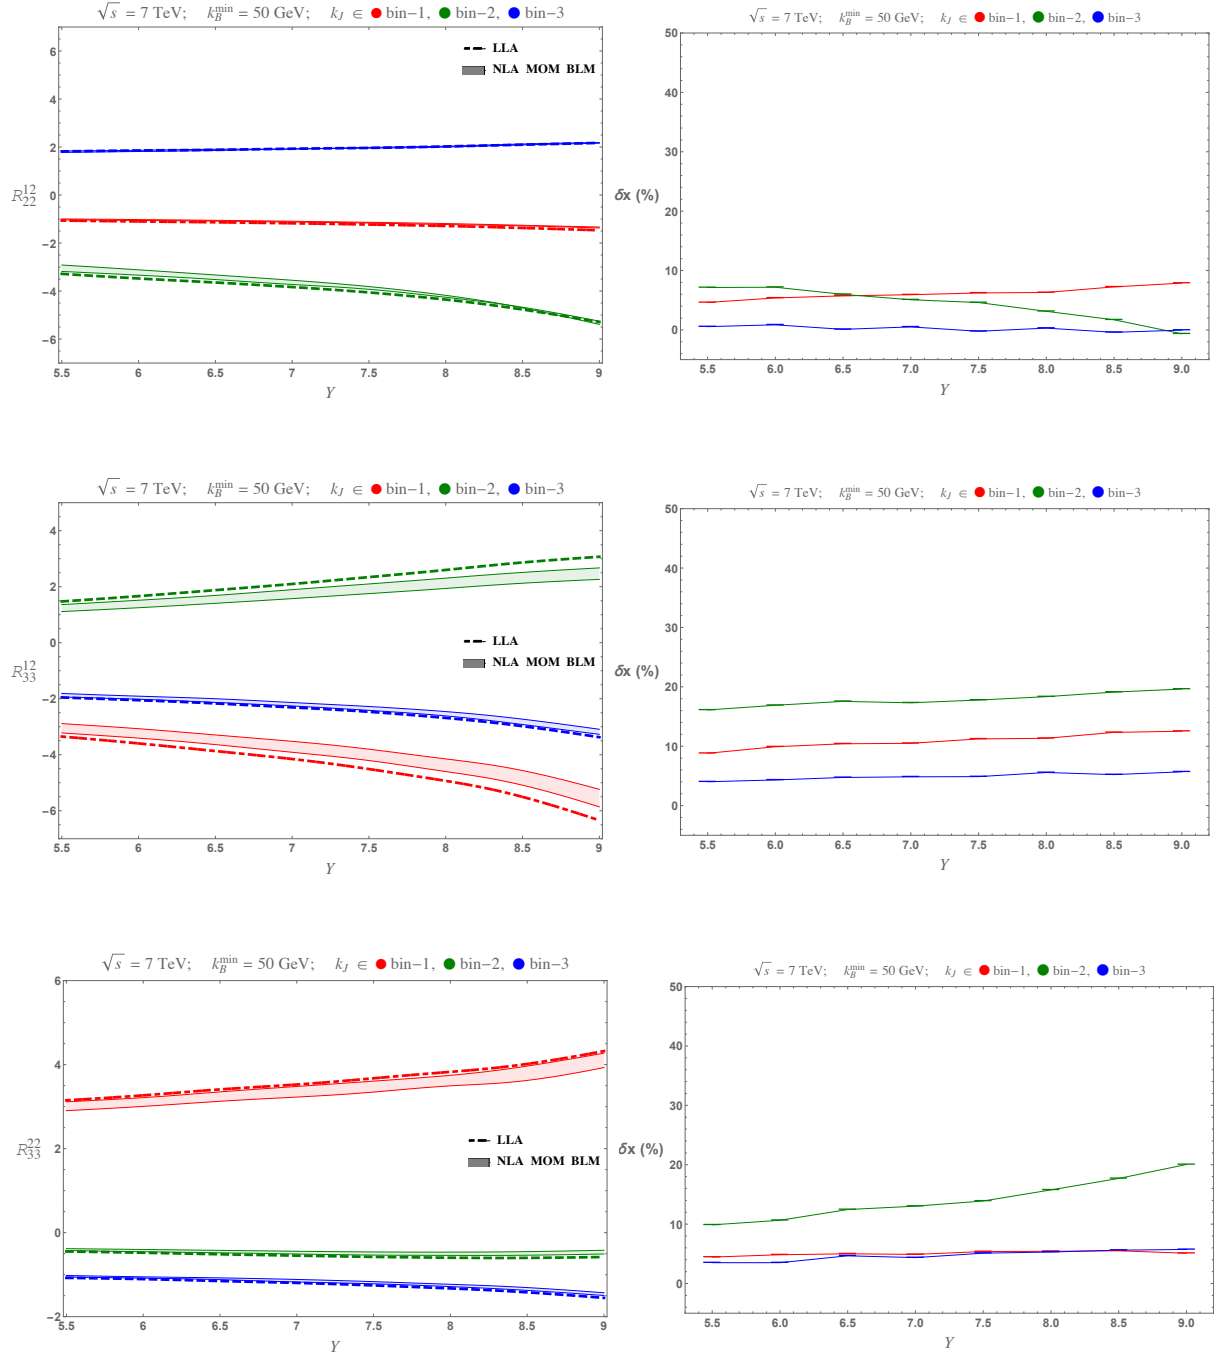 √s = 7 TeV; k_B^min = 50 GeV; k_J ∈ ● bin−1, ● bin−2, ● bin−3
6
4
2
0
−2
−4
−6
R^12_22
LLA
NLA MOM BLM
5.5 6 6.5 7 7.5 8 8.5 9
Y
√s = 7 TeV; k_B^min = 50 GeV; k_J ∈ ● bin−1, ● bin−2, ● bin−3
50
40
30
20
10
0
δx (%)
5.5 6.0 6.5 7.0 7.5 8.0 8.5 9.0
Y
√s = 7 TeV; k_B^min = 50 GeV; k_J ∈ ● bin−1, ● bin−2, ● bin−3
4
2
0
−2
−4
−6
R^12_33
LLA
NLA MOM BLM
5.5 6 6.5 7 7.5 8 8.5 9
Y
√s = 7 TeV; k_B^min = 50 GeV; k_J ∈ ● bin−1, ● bin−2, ● bin−3
50
40
30
20
10
0
δx (%)
5.5 6.0 6.5 7.0 7.5 8.0 8.5 9.0
Y
√s = 7 TeV; k_B^min = 50 GeV; k_J ∈ ● bin−1, ● bin−2, ● bin−3
6
4
2
0
−2
R^22_33
LLA
NLA MOM BLM
5.5 6 6.5 7 7.5 8 8.5 9
Y
√s = 7 TeV; k_B^min = 50 GeV; k_J ∈ ● bin−1, ● bin−2, ● bin−3
50
40
30
20
10
0
δx (%)
5.5 6.0 6.5 7.0 7.5 8.0 8.5 9.0
Y